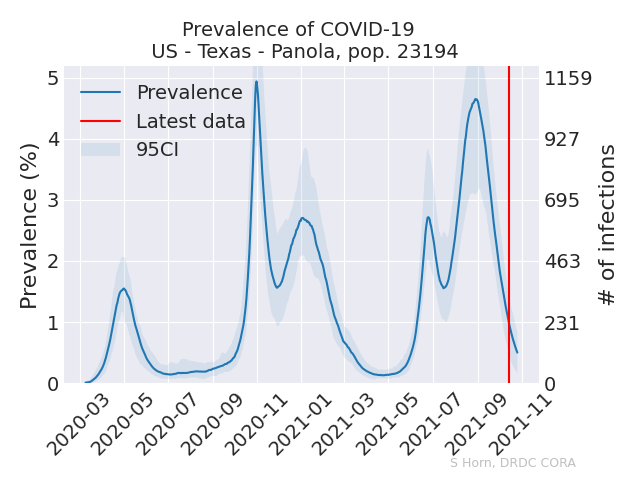 Prevalence of COVID-19
US - Texas - Panola, pop. 23194
Prevalence
Latest data
95CI
Prevalence (%)
5
4
3
2
1
0
1159
927
695
463
231
0
# of infections
2020-03
2020-05
2020-07
2020-09
2020-11
2021-01
2021-03
2021-05
2021-07
2021-09
2021-11
S Horn, DRDC CORA